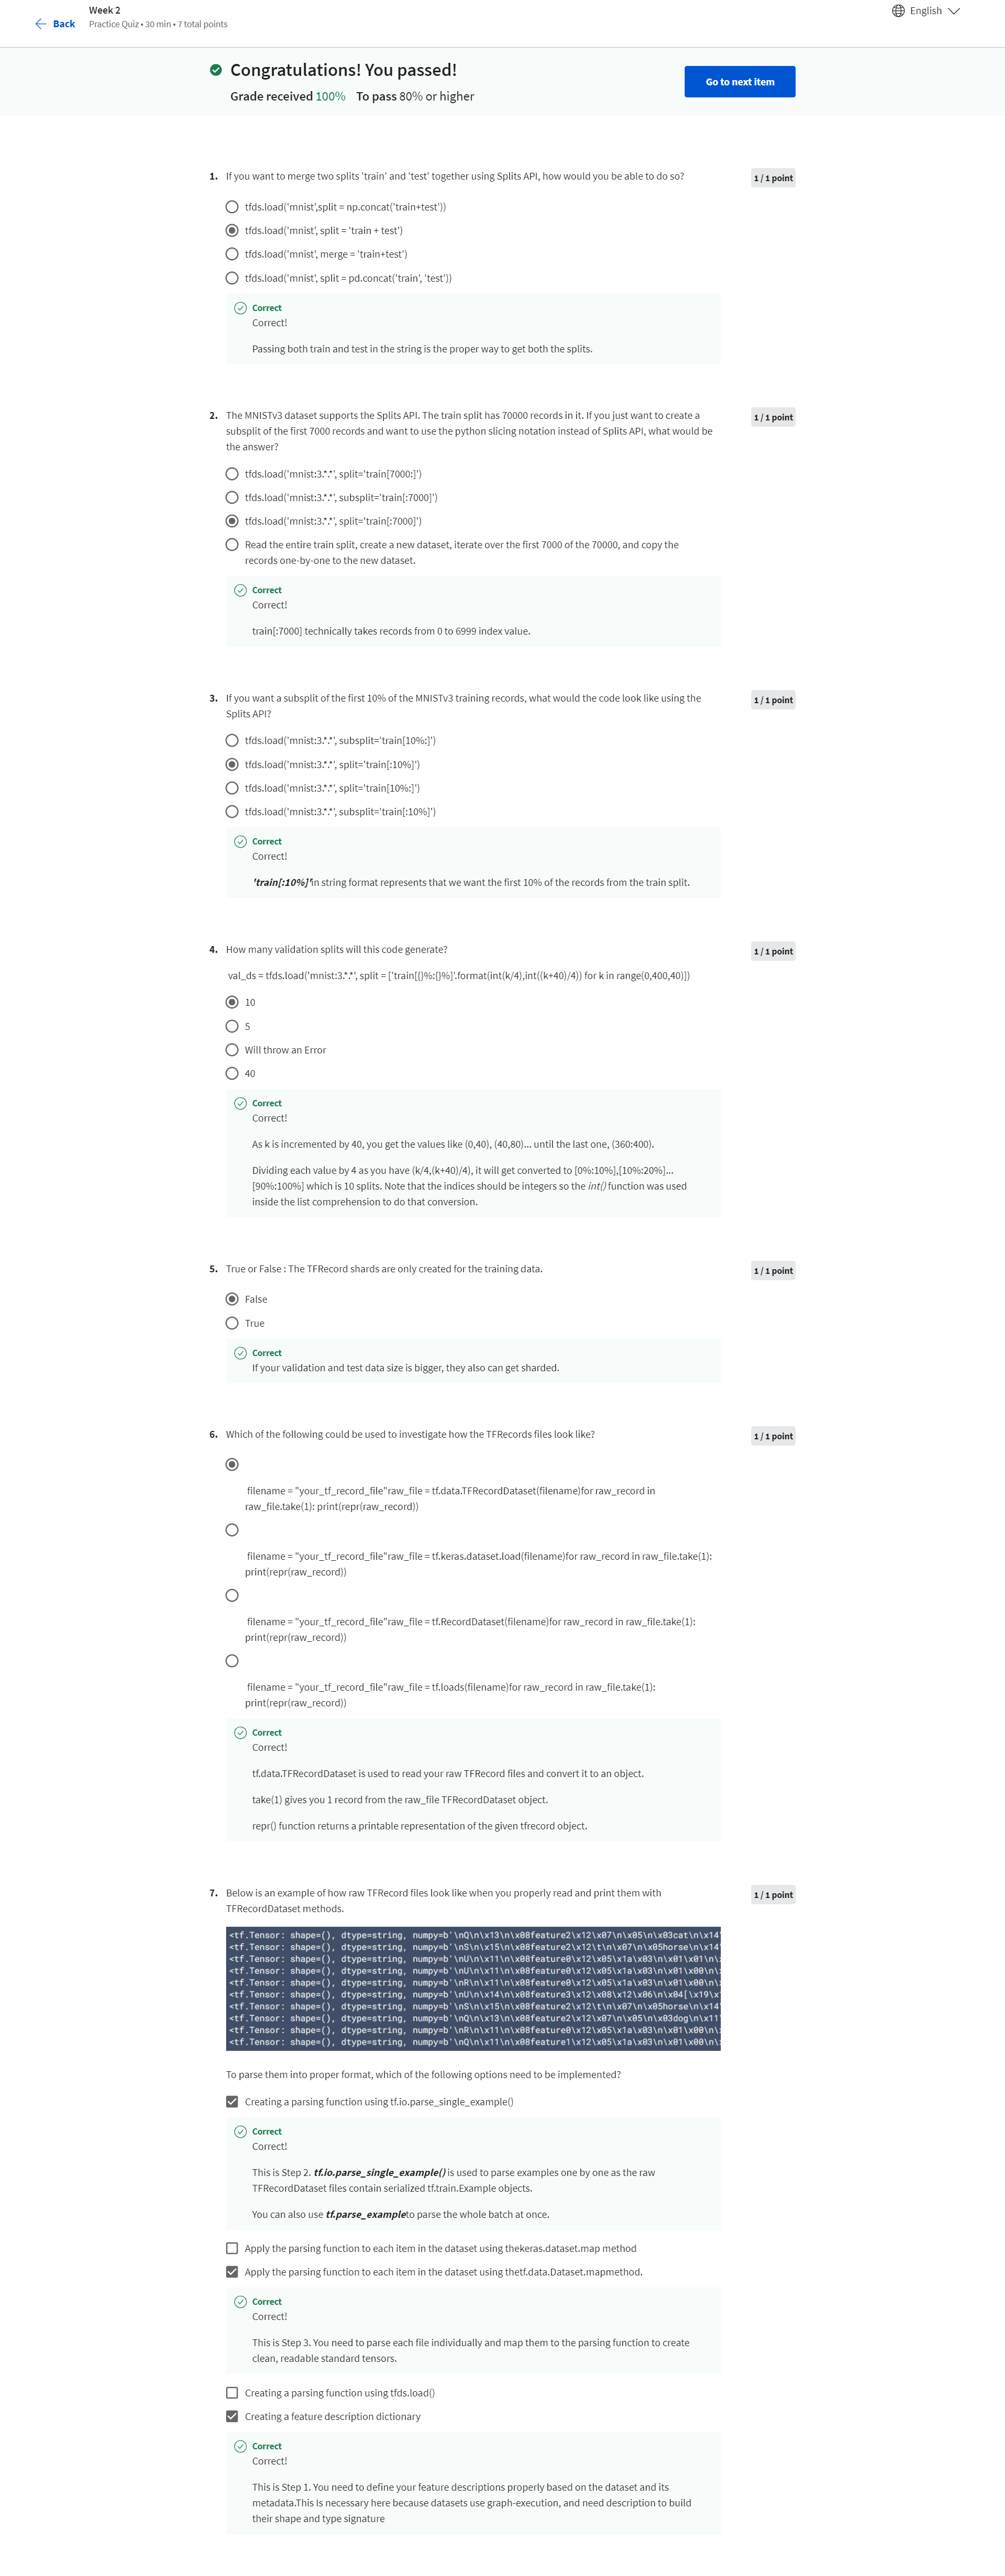 Week 2
Back
Practice Quiz • 30 min • 7 total points
English
Congratulations! You passed!
Grade received 100% To pass 80% or higher
Go to next item
1. If you want to merge two splits 'train' and 'test' together using Splits API, how would you be able to do so?
1 / 1 point
tfds.load('mnist',split = np.concat('train+test'))
tfds.load('mnist', split = 'train + test')
tfds.load('mnist', merge = 'train+test')
tfds.load('mnist', split = pd.concat('train', 'test'))
Correct
Correct!
Passing both train and test in the string is the proper way to get both the splits.
2. The MNISTv3 dataset supports the Splits API. The train split has 70000 records in it. If you just want to create a
1 / 1 point
subsplit of the first 7000 records and want to use the python slicing notation instead of Splits API, what would be
the answer?
tfds.load('mnist:3.*.*', split='train[7000:]')
tfds.load('mnist:3.*.*', subsplit='train[:7000]')
tfds.load('mnist:3.*.*', split='train[:7000]')
Read the entire train split, create a new dataset, iterate over the first 7000 of the 70000, and copy the
records one-by-one to the new dataset.
Correct
Correct!
train[:7000] technically takes records from 0 to 6999 index value.
3. If you want a subsplit of the first 10% of the MNISTv3 training records, what would the code look like using the
1 / 1 point
Splits API?
tfds.load('mnist:3.*.*', subsplit='train[10%:]')
tfds.load('mnist:3.*.*', split='train[:10%]')
tfds.load('mnist:3.*.*', split='train[10%:]')
tfds.load('mnist:3.*.*', subsplit='train[:10%]')
Correct
Correct!
'train[:10%]'in string format represents that we want the first 10% of the records from the train split.
4. How many validation splits will this code generate?
1 / 1 point
val_ds = tfds.load('mnist:3.*.*', split = ['train[{}%:{}%]'.format(int(k/4),int((k+40)/4)) for k in range(0,400,40)])
10
5
Will throw an Error
40
Correct
Correct!
As k is incremented by 40, you get the values like (0,40), (40,80)... until the last one, (360:400).
Dividing each value by 4 as you have (k/4,(k+40)/4), it will get converted to [0%:10%],[10%:20%]...
[90%:100%] which is 10 splits. Note that the indices should be integers so the int() function was used
inside the list comprehension to do that conversion.
5. True or False : The TFRecord shards are only created for the training data.
1 / 1 point
False
True
Correct
If your validation and test data size is bigger, they also can get sharded.
6. Which of the following could be used to investigate how the TFRecords files look like?
1 / 1 point
filename = "your_tf_record_file"raw_file = tf.data.TFRecordDataset(filename)for raw_record in
raw_file.take(1): print(repr(raw_record))
filename = "your_tf_record_file"raw_file = tf.keras.dataset.load(filename)for raw_record in raw_file.take(1):
print(repr(raw_record))
filename = "your_tf_record_file"raw_file = tf.RecordDataset(filename)for raw_record in raw_file.take(1):
print(repr(raw_record))
filename = "your_tf_record_file"raw_file = tf.loads(filename)for raw_record in raw_file.take(1):
print(repr(raw_record))
Correct
Correct!
tf.data.TFRecordDataset is used to read your raw TFRecord files and convert it to an object.
take(1) gives you 1 record from the raw_file TFRecordDataset object.
repr() function returns a printable representation of the given tfrecord object.
7. Below is an example of how raw TFRecord files look like when you properly read and print them with
1 / 1 point
TFRecordDataset methods.
<tf.Tensor: shape=(), dtype=string, numpy=b'\nQ\n\x13\n\x08feature2\x12\x07\n\x05\n\x03cat\n\x14
<tf.Tensor: shape=(), dtype=string, numpy=b'\nS\n\x15\n\x08feature2\x12\t\n\x07\n\x05horse\n\x14
<tf.Tensor: shape=(), dtype=string, numpy=b'\nU\n\x11\n\x08feature0\x12\x05\x1a\x03\n\x01\x01\n\
<tf.Tensor: shape=(), dtype=string, numpy=b'\nU\n\x11\n\x08feature0\x12\x05\x1a\x03\n\x01\x00\n\
<tf.Tensor: shape=(), dtype=string, numpy=b'\nR\n\x11\n\x08feature0\x12\x05\x1a\x03\n\x01\x00\n\
<tf.Tensor: shape=(), dtype=string, numpy=b'\nU\n\x14\n\x08feature3\x12\x08\x12\x06\n\x04[\x19\x
<tf.Tensor: shape=(), dtype=string, numpy=b'\nS\n\x15\n\x08feature2\x12\t\n\x07\n\x05horse\n\x14
<tf.Tensor: shape=(), dtype=string, numpy=b'\nQ\n\x13\n\x08feature2\x12\x07\n\x05\n\x03dog\n\x11
<tf.Tensor: shape=(), dtype=string, numpy=b'\nR\n\x11\n\x08feature0\x12\x05\x1a\x03\n\x01\x00\n\
<tf.Tensor: shape=(), dtype=string, numpy=b'\nQ\n\x11\n\x08feature1\x12\x05\x1a\x03\n\x01\x00\n\
To parse them into proper format, which of the following options need to be implemented?
Creating a parsing function using tf.io.parse_single_example()
Correct
Correct!
This is Step 2. tf.io.parse_single_example() is used to parse examples one by one as the raw
TFRecordDataset files contain serialized tf.train.Example objects.
You can also use tf.parse_exampleto parse the whole batch at once.
Apply the parsing function to each item in the dataset using thekeras.dataset.map method
Apply the parsing function to each item in the dataset using thetf.data.Dataset.mapmethod.
Correct
Correct!
This is Step 3. You need to parse each file individually and map them to the parsing function to create
clean, readable standard tensors.
Creating a parsing function using tfds.load()
Creating a feature description dictionary
Correct
Correct!
This is Step 1. You need to define your feature descriptions properly based on the dataset and its
metadata.This Is necessary here because datasets use graph-execution, and need description to build
their shape and type signature